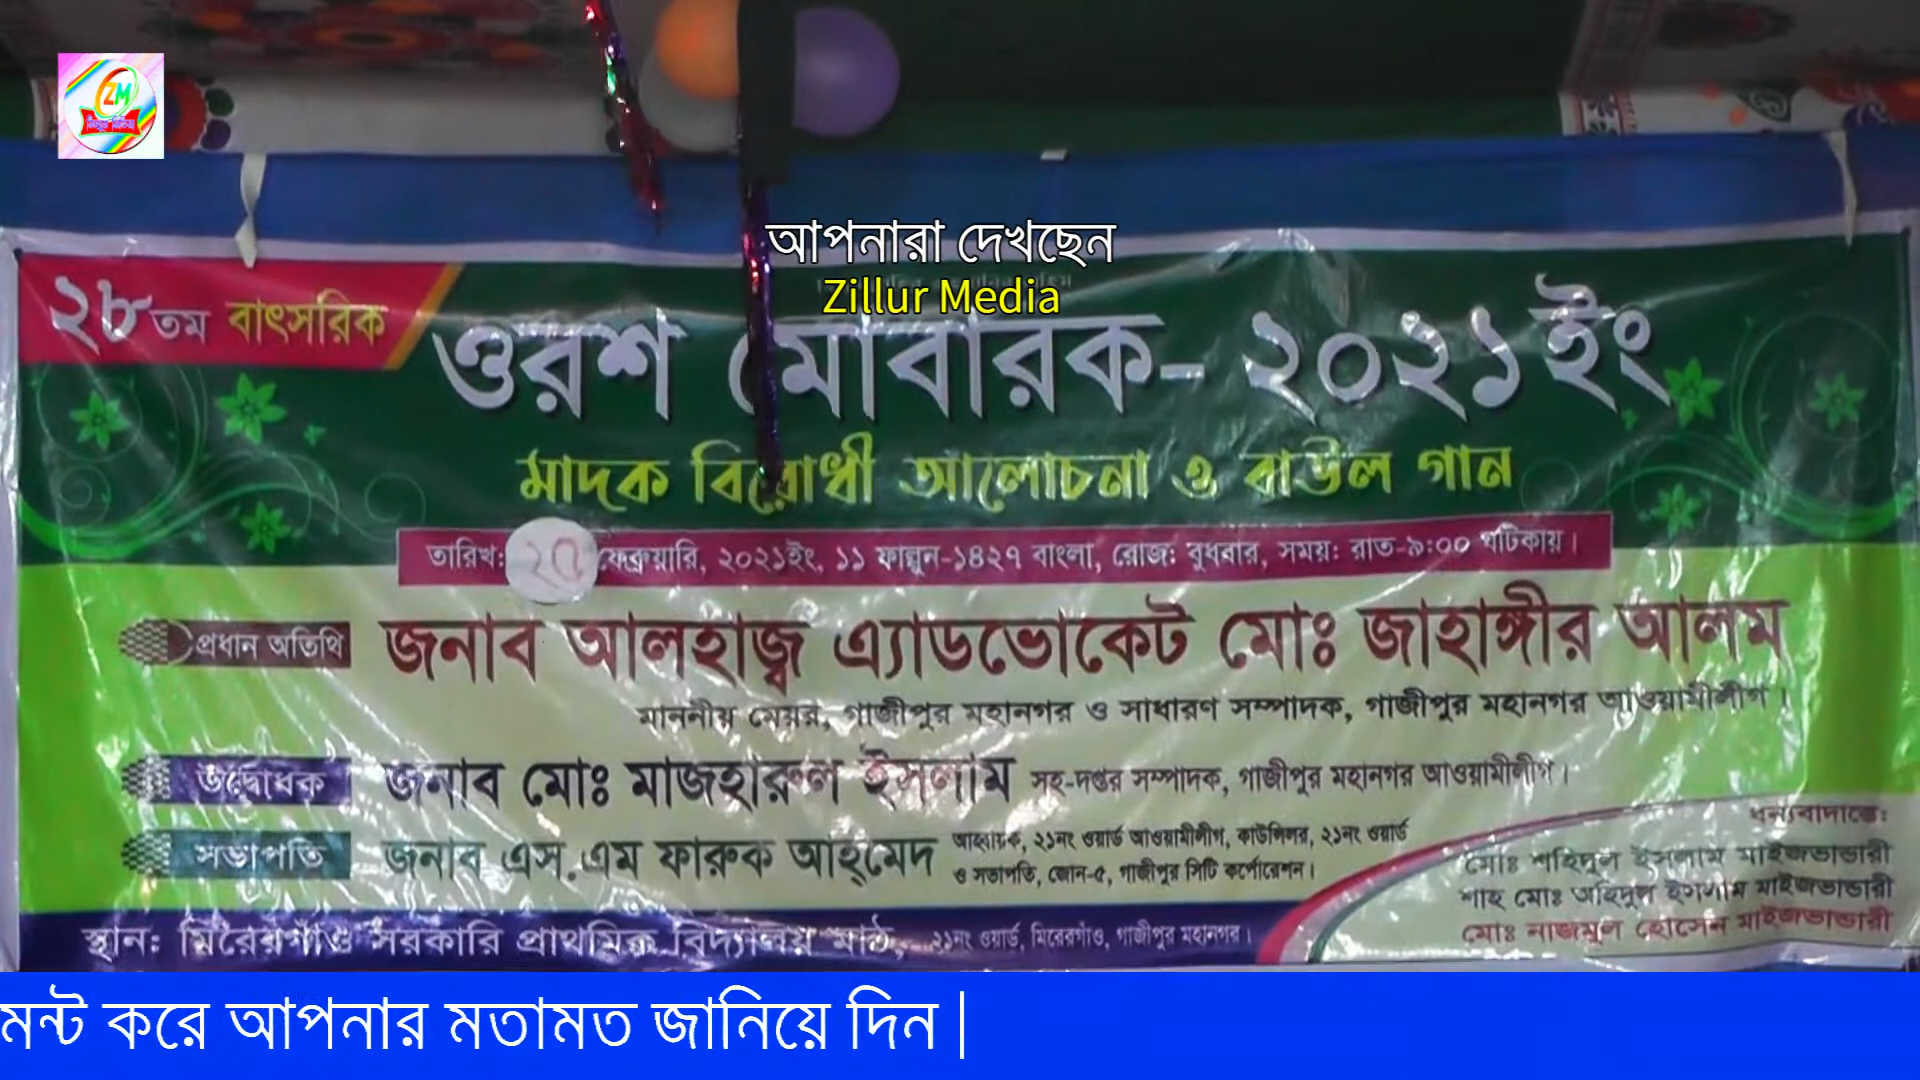 ZM
আপনারা দেখছেন
Zillur Media
২৮তম বাৎসরিক
ওরশ মোবারক- ২০২১ইং
মাদক বিরোধী আলোচনা ও বাউল গান
তারিখ: ফেব্রুয়ারি, ২০২১ইং, ১১ ফাল্গুন-১৪২৭ বাংলা, রোজ: বুধবার, সময়: রাত-৯:০০ ঘটিকায়।
প্রধান অতিথি জনাব আলহাজ্ব এ্যাডভোকেট মোঃ জাহাঙ্গীর আলম
মাননীয় মেয়র, গাজীপুর মহানগর ও সাধারণ সম্পাদক, গাজীপুর মহানগর আওয়ামীলীগ।
উর্দ্বোধক জনাব মোঃ মাজহারুল ইসলাম সহ-দপ্তর সম্পাদক, গাজীপুর মহানগর আওয়ামীলীগ।
সভাপতি জনাব এস.এম ফারুক আহ্‌মেদ আহ্বায়ক, ২১নং ওয়ার্ড আওয়ামীলীগ, কাউন্সিলর, ২১নং ওয়ার্ড
ও সভাপতি, জোন-৫, গাজীপুর সিটি কর্পোরেশন।
ধন্যবাদান্তে:
মোঃ শহিদুল ইসলাম মাইজভান্ডারী
শাহ মোঃ অহিদুল ইসলাম মাইজভান্ডারী
মোঃ নাজমুল হোসেন মাইজভান্ডারী
স্থান: মিরেরগাঁও সরকারি প্রাথমিক বিদ্যালয় মাঠ, ২১নং ওয়ার্ড, মিরেরগাঁও, গাজীপুর মহানগর।
মন্ট করে আপনার মতামত জানিয়ে দিন |